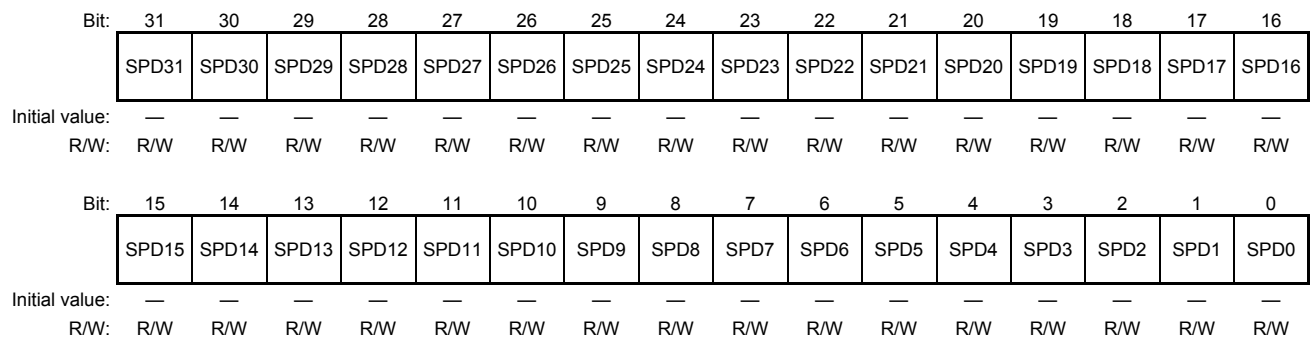 Bit: 31 30 29 28 27 26 25 24 23 22 21 20 19 18 17 16
SPD31 SPD30 SPD29 SPD28 SPD27 SPD26 SPD25 SPD24 SPD23 SPD22 SPD21 SPD20 SPD19 SPD18 SPD17 SPD16
Initial value: — — — — — — — — — — — — — — — —
R/W: R/W R/W R/W R/W R/W R/W R/W R/W R/W R/W R/W R/W R/W R/W R/W R/W
Bit: 15 14 13 12 11 10 9 8 7 6 5 4 3 2 1 0
SPD15 SPD14 SPD13 SPD12 SPD11 SPD10 SPD9 SPD8 SPD7 SPD6 SPD5 SPD4 SPD3 SPD2 SPD1 SPD0
Initial value: — — — — — — — — — — — — — — — —
R/W: R/W R/W R/W R/W R/W R/W R/W R/W R/W R/W R/W R/W R/W R/W R/W R/W